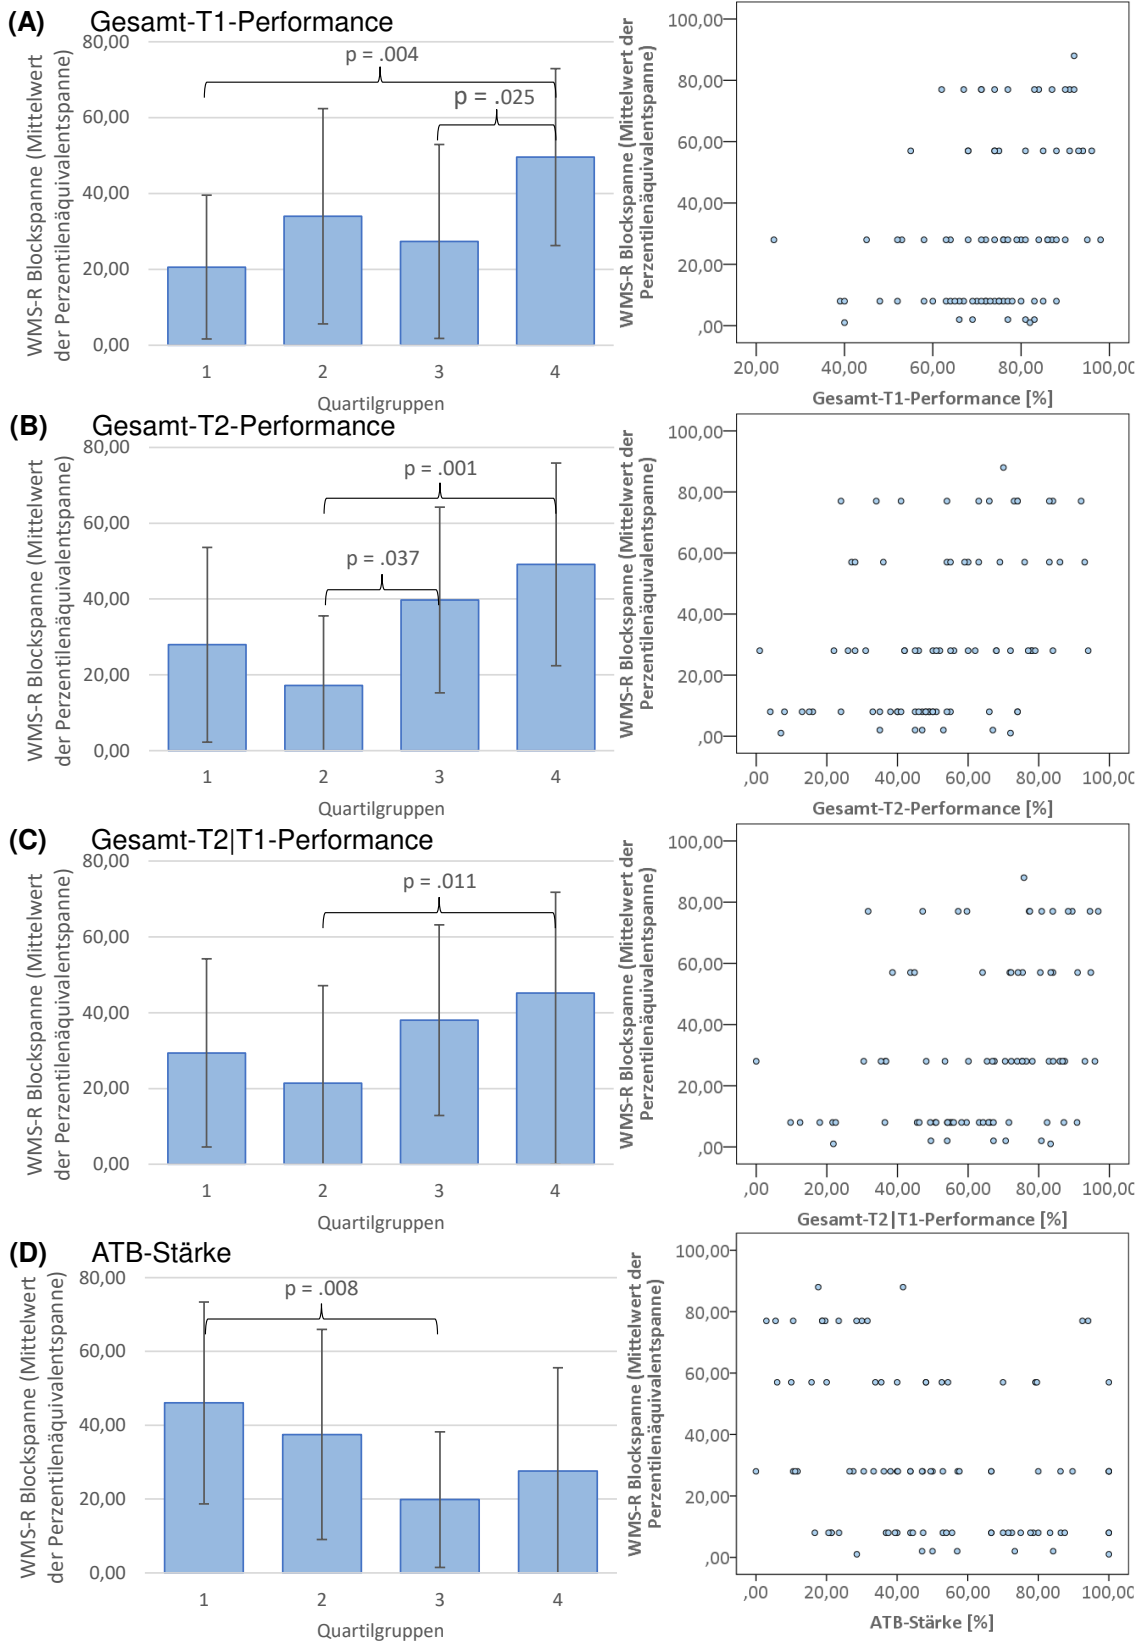 (A) Gesamt-T1-Performance
WMS-R Blockspanne (Mittelwert
der Perzentilenäquivalentspanne)
80,00
60,00
40,00
20,00
0,00
p = .004
p = .025
1 2 3 4
Quartilgruppen
WMS-R Blockspanne (Mittelwert der
Perzentilenäquivalentspanne)
100,00
80,00
60,00
40,00
20,00
,00
20,00 40,00 60,00 80,00 100,00
Gesamt-T1-Performance [%]
(B) Gesamt-T2-Performance
WMS-R Blockspanne (Mittelwert
der Perzentilenäquivalentspanne)
80,00
60,00
40,00
20,00
0,00
p = .001
p = .037
1 2 3 4
Quartilgruppen
WMS-R Blockspanne (Mittelwert der
Perzentilenäquivalentspanne)
100,00
80,00
60,00
40,00
20,00
,00
,00 20,00 40,00 60,00 80,00 100,00
Gesamt-T2-Performance [%]
(C) Gesamt-T2|T1-Performance
WMS-R Blockspanne (Mittelwert
der Perzentilenäquivalentspanne)
80,00
60,00
40,00
20,00
0,00
p = .011
1 2 3 4
Quartilgruppen
WMS-R Blockspanne (Mittelwert der
Perzentilenäquivalentspanne)
100,00
80,00
60,00
40,00
20,00
,00
,00 20,00 40,00 60,00 80,00 100,00
Gesamt-T2|T1-Performance [%]
(D) ATB-Stärke
WMS-R Blockspanne (Mittelwert
der Perzentilenäquivalentspanne)
80,00
60,00
40,00
20,00
0,00
p = .008
1 2 3 4
Quartilgruppen
WMS-R Blockspanne (Mittelwert der
Perzentilenäquivalentspanne)
100,00
80,00
60,00
40,00
20,00
,00
,00 20,00 40,00 60,00 80,00 100,00
ATB-Stärke [%]